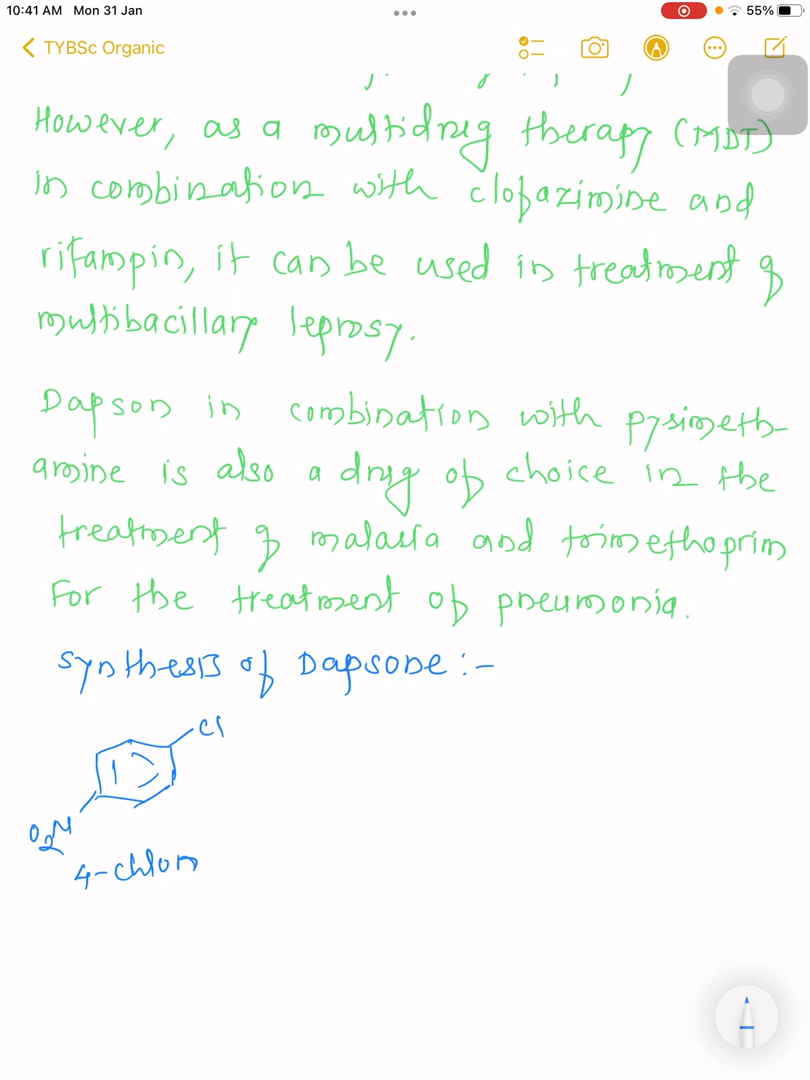 10:41 AM Mon 31 Jan
55%
TYBSc Organic
However, as a multidrug therapy (MDT)
in combination with clofazimine and
rifampin, it can be used in treatment of
multibacillary leprosy.
Dapson in combination with pyrimeth-
amine is also a drug of choice in the
treatment of malaria and trimethoprim
For the treatment of pneumonia.
Synthesis of Dapsone :-
Cl
O2N
4-chloro